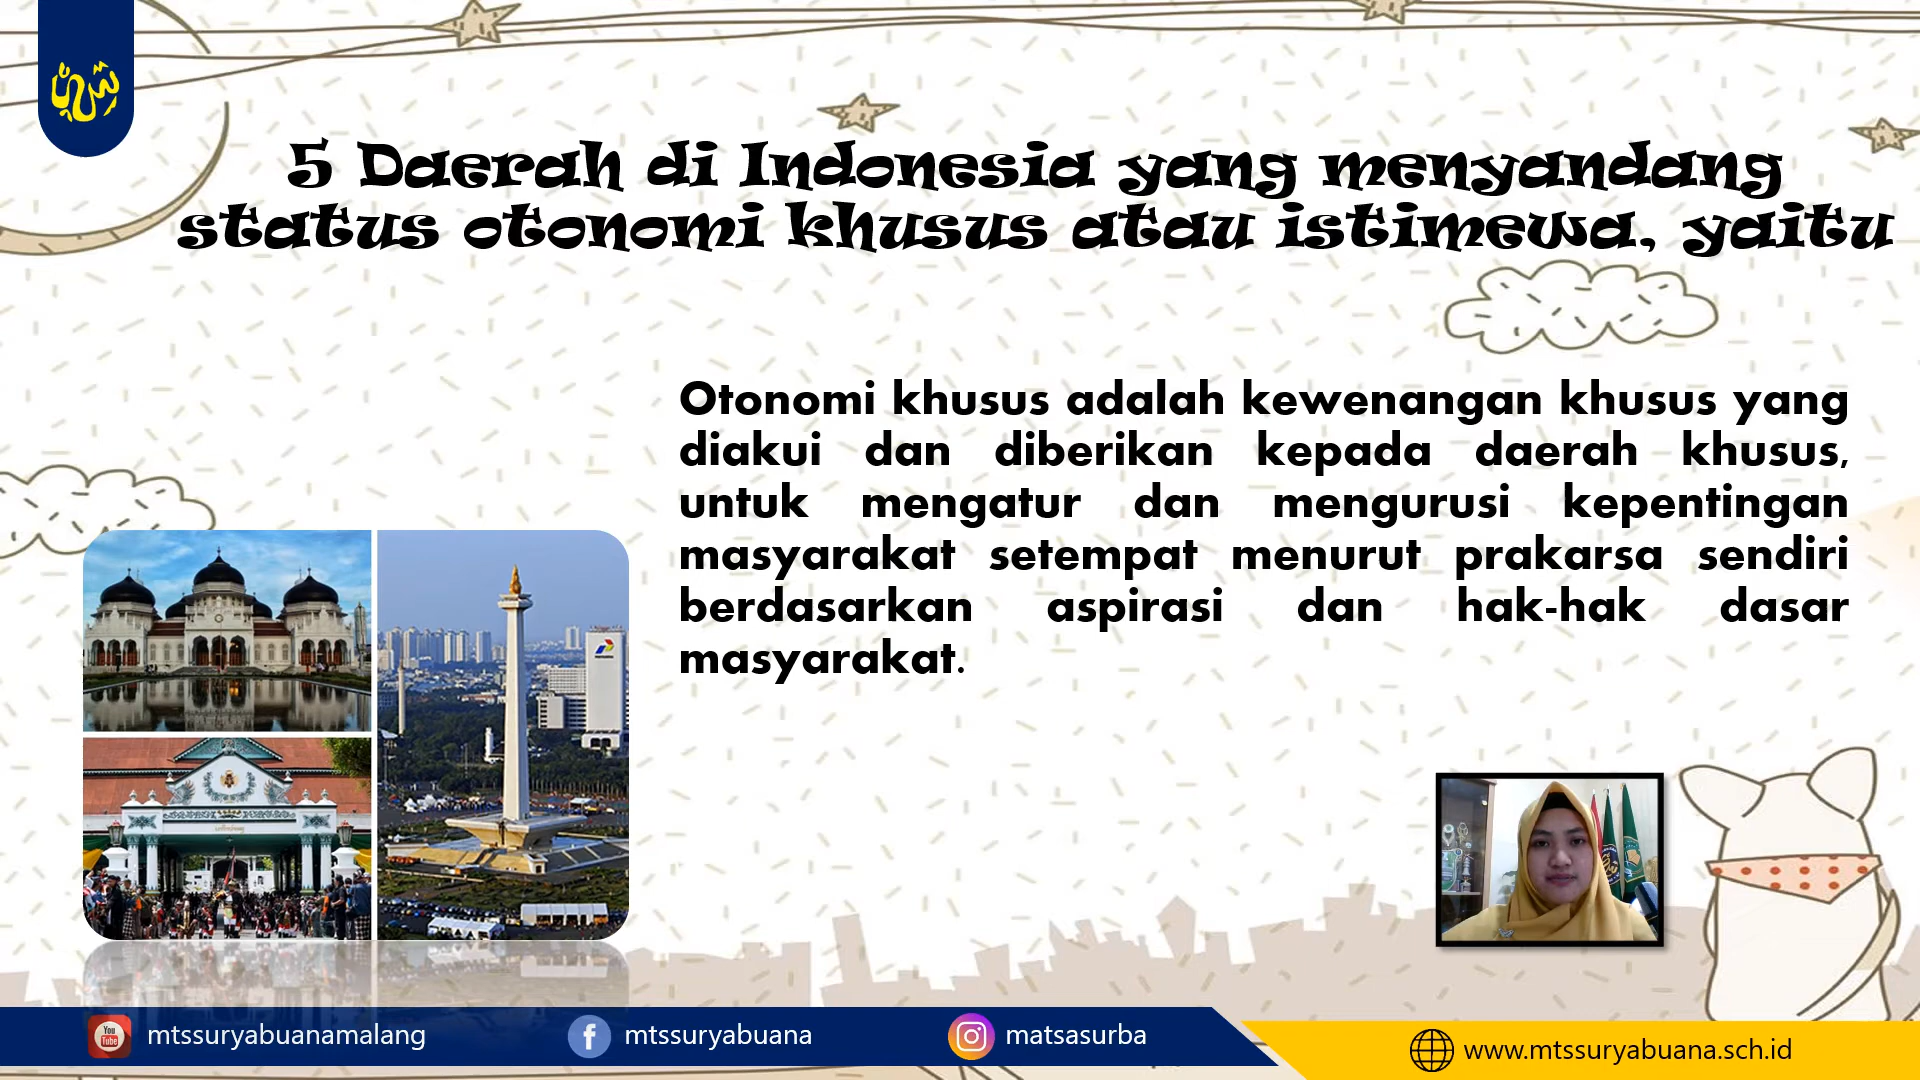 5 Daerah di Indonesia yang menyandang
status otonomi khusus atau istimewa, yaitu
Otonomi khusus adalah kewenangan khusus yang
diakui dan diberikan kepada daerah khusus,
untuk mengatur dan mengurusi kepentingan
masyarakat setempat menurut prakarsa sendiri
berdasarkan aspirasi dan hak-hak dasar
masyarakat.
You
Tube
mtssuryabuanamalang
mtssuryabuana
matsasurba
www.mtssuryabuana.sch.id